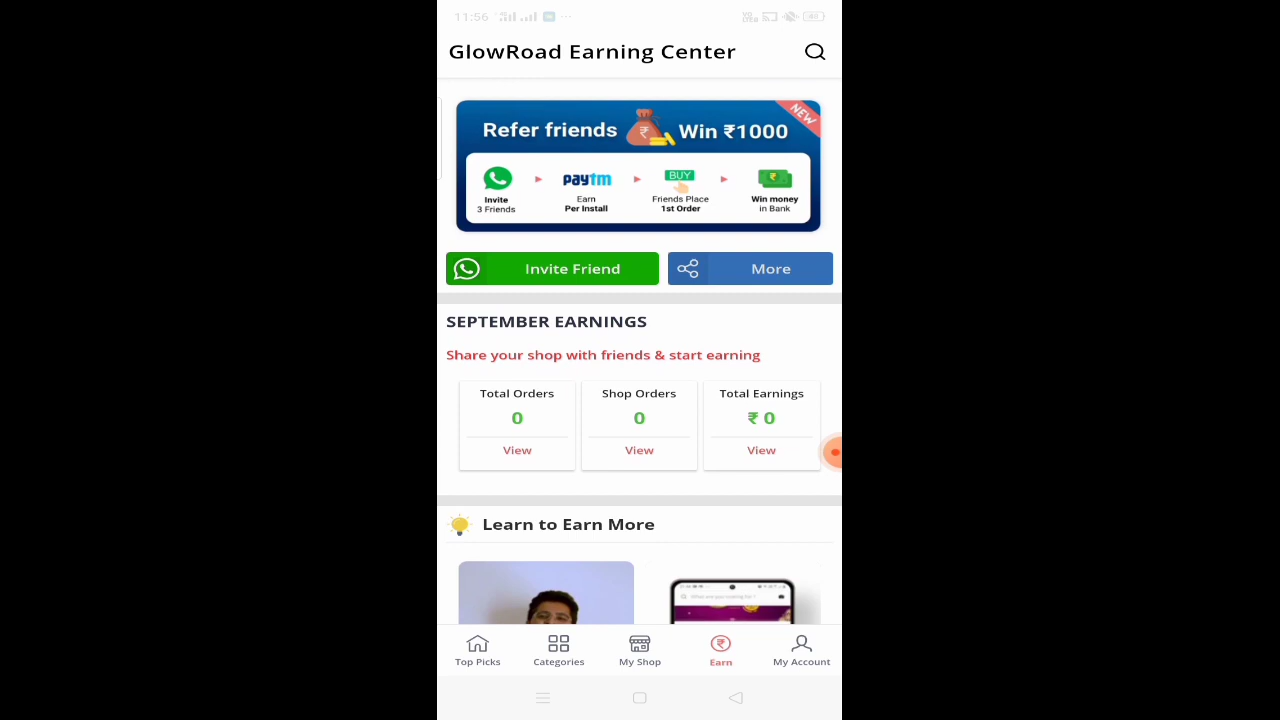 11:56
GlowRoad Earning Center
NEW
Refer friends ₹ Win ₹1000
Invite
3 Friends
paytm
Earn
Per Install
BUY
Friends Place
1st Order
Win money
in Bank
Invite Friend
More
SEPTEMBER EARNINGS
Share your shop with friends & start earning
Total Orders
0
View
Shop Orders
0
View
Total Earnings
₹ 0
View
Learn to Earn More
Top Picks
Categories
My Shop
Earn
My Account